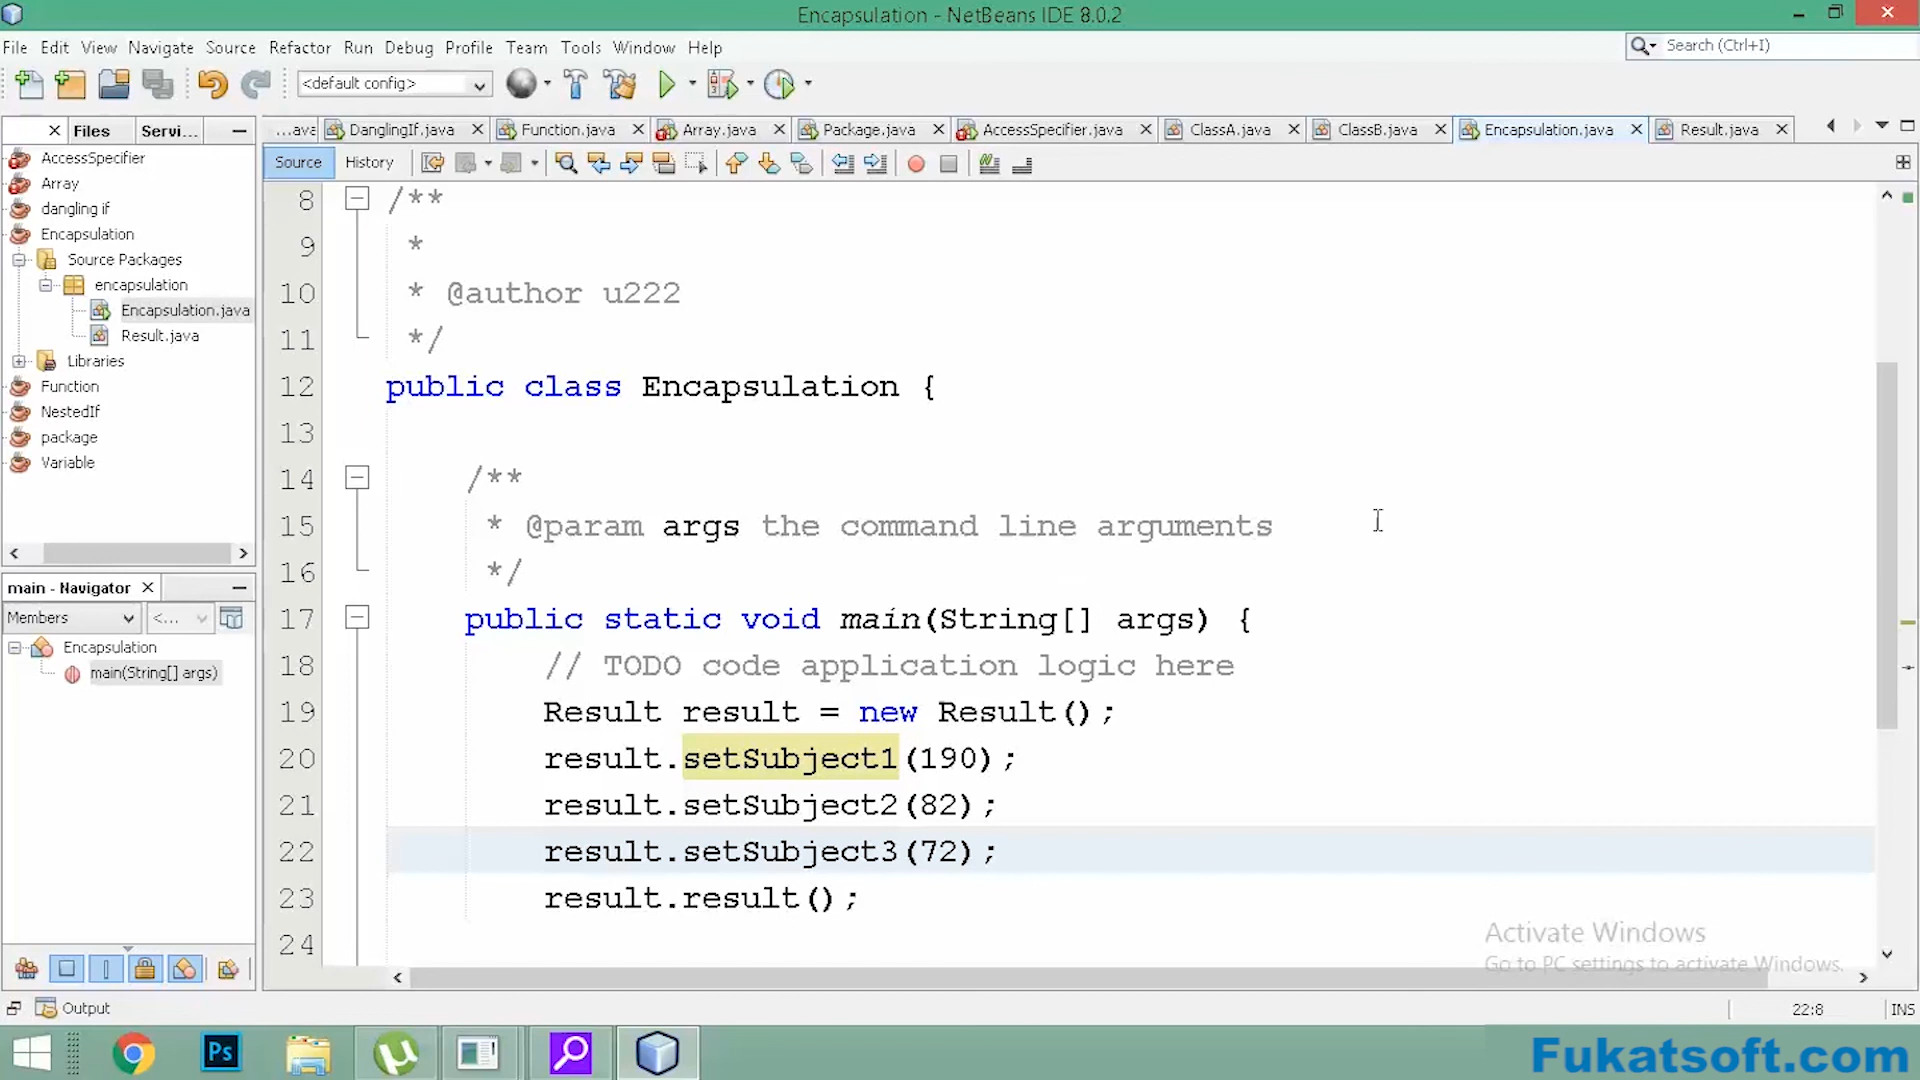 Encapsulation - NetBeans IDE 8.0.2
File Edit View Navigate Source Refactor Run Debug Profile Team Tools Window Help
Search (Ctrl+I)
<default config>
Files Servi...
...ava DanglingIf.java Function.java Array.java Package.java AccessSpecifier.java ClassA.java ClassB.java Encapsulation.java Result.java
Source History
AccessSpecifier
Array
dangling if
Encapsulation
Source Packages
encapsulation
Encapsulation.java
Result.java
Libraries
Function
NestedIf
package
Variable
main - Navigator
Members <...
Encapsulation
main(String[] args)
8 /**
9 *
10 * @author u222
11 */
12 public class Encapsulation {
13
14 /**
15 * @param args the command line arguments
16 */
17 public static void main(String[] args) {
18 // TODO code application logic here
19 Result result = new Result();
20 result.setSubject1(190);
21 result.setSubject2(82);
22 result.setSubject3(72);
23 result.result();
24
Activate Windows
Go to PC settings to activate Windows.
Output
22:8 INS
Ps
Fukatsoft.com